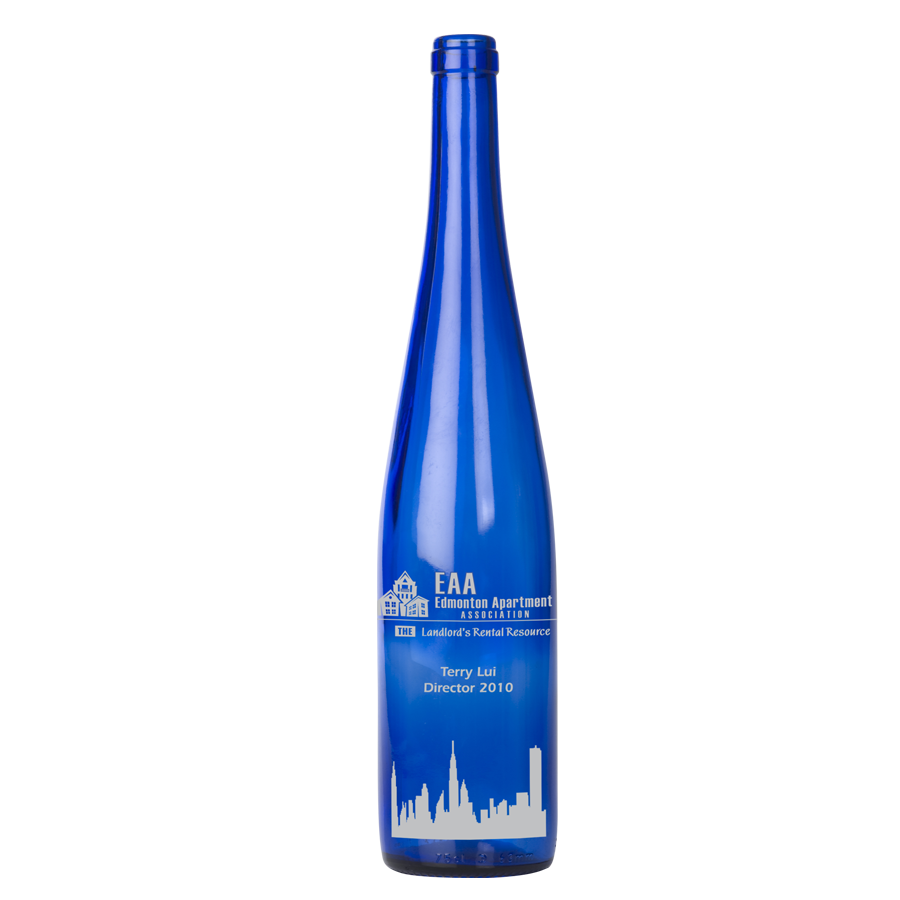 EAA
Edmonton Apartment
ASSOCIATION
THE Landlord's Rental Resource
Terry Lui
Director 2010